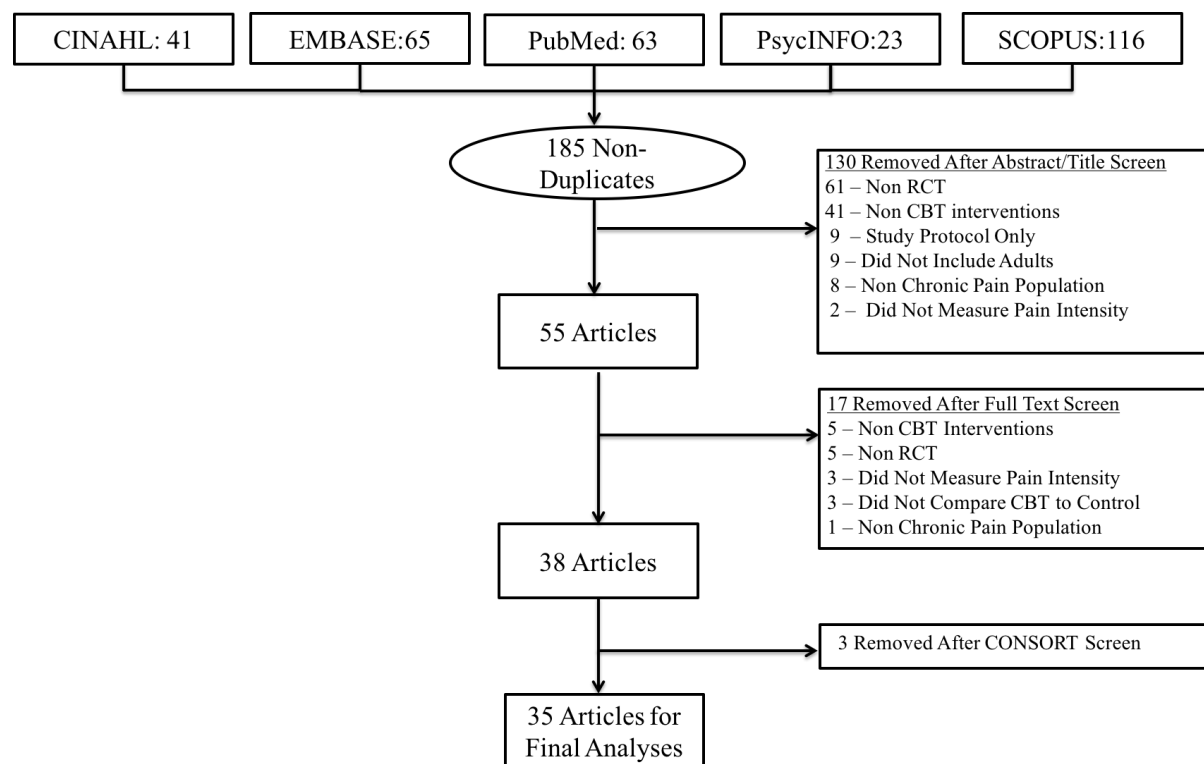 CINAHL: 41
EMBASE:65
PubMed: 63
PsycINFO:23
SCOPUS:116
185 Non-
Duplicates
130 Removed After Abstract/Title Screen
61 – Non RCT
41 – Non CBT interventions
9 – Study Protocol Only
9 – Did Not Include Adults
8 – Non Chronic Pain Population
2 – Did Not Measure Pain Intensity
55 Articles
17 Removed After Full Text Screen
5 – Non CBT Interventions
5 – Non RCT
3 – Did Not Measure Pain Intensity
3 – Did Not Compare CBT to Control
1 – Non Chronic Pain Population
38 Articles
3 Removed After CONSORT Screen
35 Articles for
Final Analyses